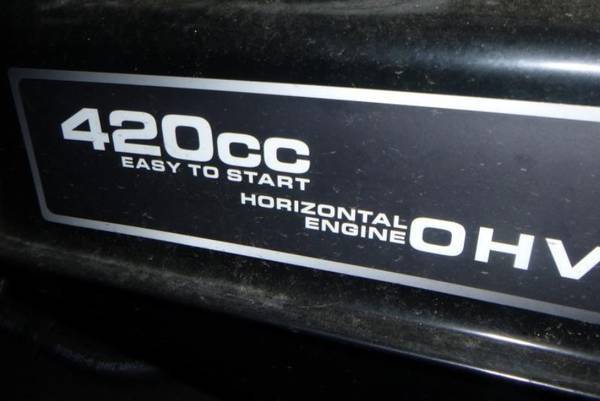 420cc
EASY TO START
HORIZONTAL
ENGINE OHV